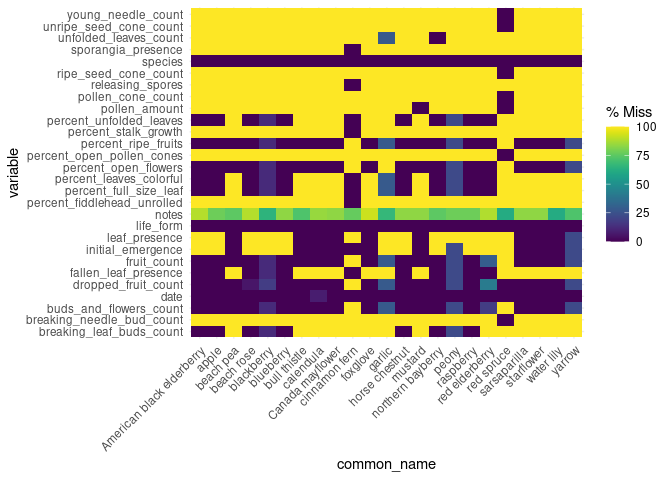 young_needle_count
unripe_seed_cone_count
unfolded_leaves_count
sporangia_presence
species
ripe_seed_cone_count
releasing_spores
pollen_cone_count
pollen_amount
percent_unfolded_leaves
percent_stalk_growth
percent_ripe_fruits
percent_open_pollen_cones
percent_open_flowers
percent_leaves_colorful
percent_full_size_leaf
percent_fiddlehead_unrolled
notes
life_form
leaf_presence
initial_emergence
fruit_count
fallen_leaf_presence
dropped_fruit_count
date
buds_and_flowers_count
breaking_needle_bud_count
breaking_leaf_buds_count
variable
American black elderberry
apple
beach pea
beach rose
blackberry
blueberry
bull thistle
calendula
Canada mayflower
cinnamon fern
foxglove
garlic
horse chestnut
mustard
northern bayberry
peony
raspberry
red elderberry
red spruce
sarsaparilla
starflower
water lily
yarrow
common_name
% Miss
100
75
50
25
0